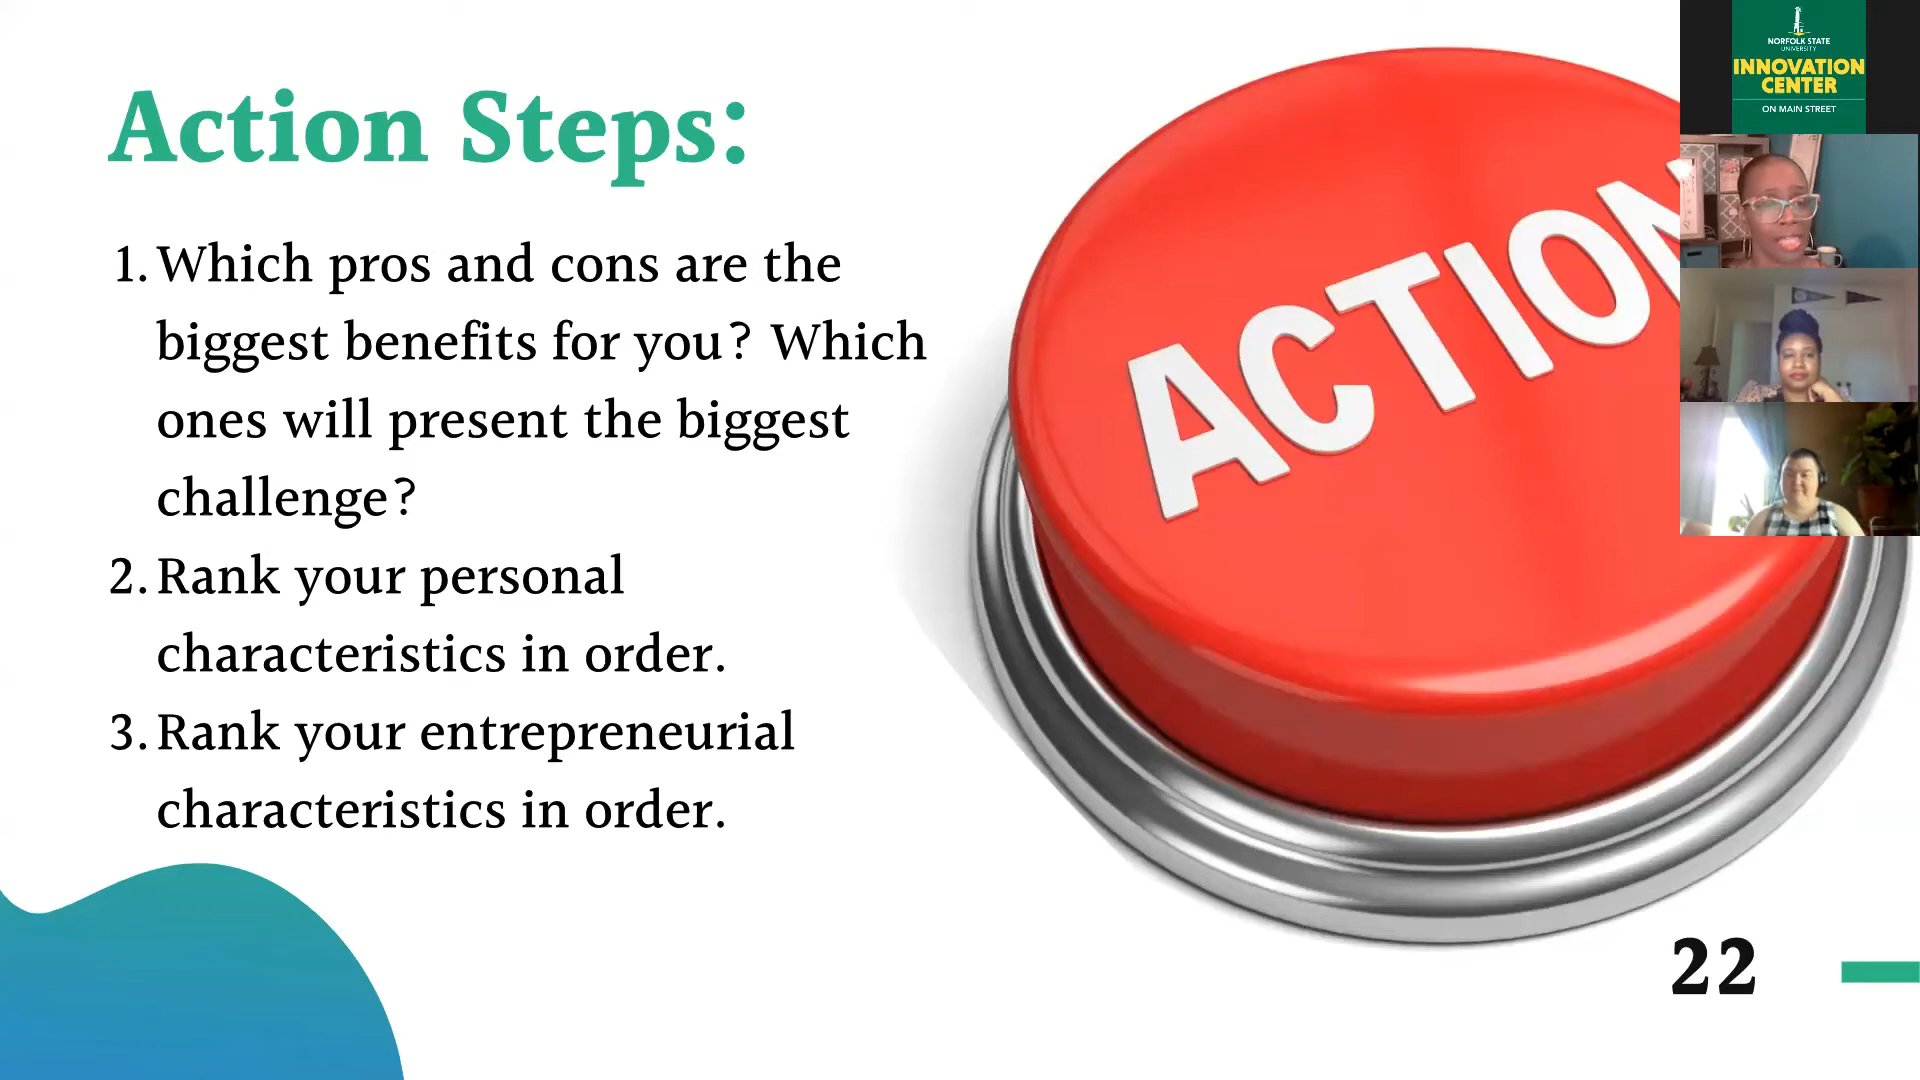 Action Steps:
1. Which pros and cons are the
biggest benefits for you? Which
ones will present the biggest
challenge?
2. Rank your personal
characteristics in order.
3. Rank your entrepreneurial
characteristics in order.
ACTION
NORFOLK STATE
UNIVERSITY
INNOVATION
CENTER
ON MAIN STREET
22